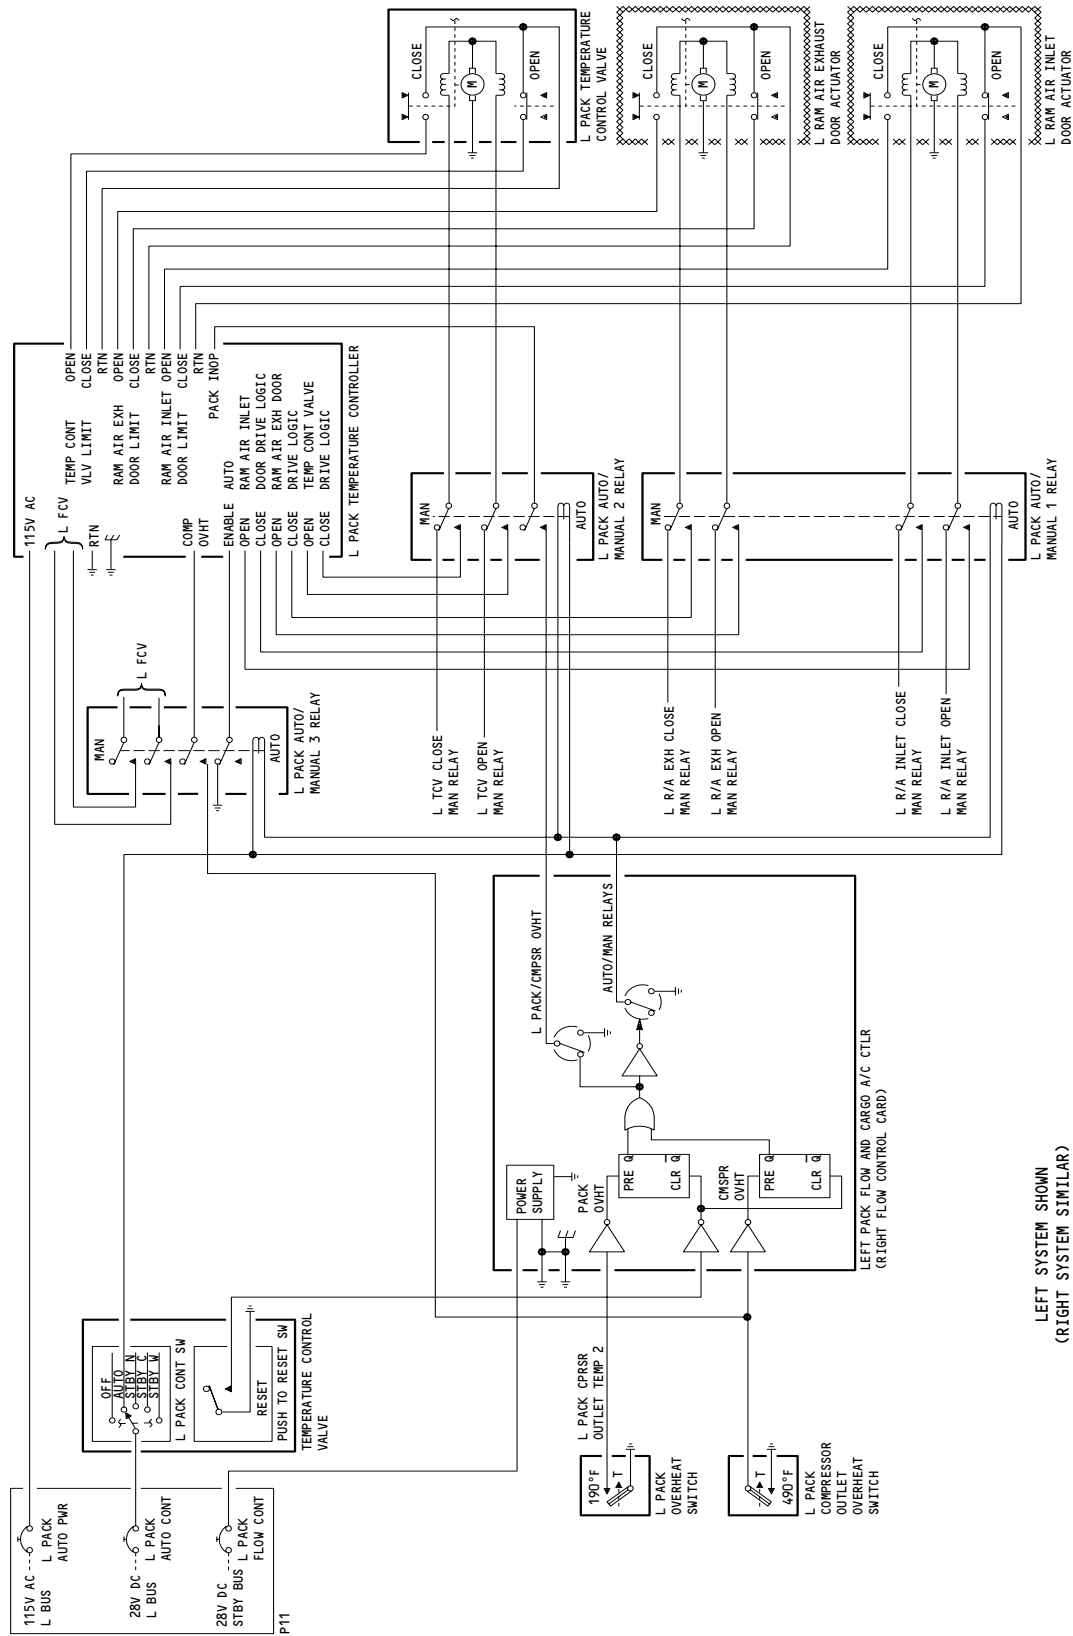 115V AC
L BUS
L PACK
AUTO PWR
28V DC
L BUS
L PACK
AUTO CONT
28V DC
STBY BUS
L PACK
FLOW CONT
P11
OFF
AUTO
STBY N
STBY C
STBY W
L PACK CONT SW
RESET
PUSH TO RESET SW
TEMPERATURE CONTROL
VALVE
190°F
T
L PACK
OVERHEAT
SWITCH
L PACK CPRSR
OUTLET TEMP 2
490°F
T
L PACK
COMPRESSOR
OUTLET
OVERHEAT
SWITCH
POWER
SUPPLY
PACK
OVHT
PRE
Q
CLR
Q
CMSPR
OVHT
PRE
Q
CLR
Q
L PACK/CMPSR OVHT
AUTO/MAN RELAYS
LEFT PACK FLOW AND CARGO A/C CTLR
(RIGHT FLOW CONTROL CARD)
MAN
L FCV
AUTO
L PACK AUTO/
MANUAL 3 RELAY
L TCV CLOSE
MAN RELAY
L TCV OPEN
MAN RELAY
L R/A EXH CLOSE
MAN RELAY
L R/A EXH OPEN
MAN RELAY
L R/A INLET CLOSE
MAN RELAY
L R/A INLET OPEN
MAN RELAY
115V AC
L FCV
RTN
COMP
OVHT
ENABLE AUTO
OPEN RAM AIR INLET
CLOSE DOOR DRIVE LOGIC
OPEN RAM AIR EXH DOOR
CLOSE DRIVE LOGIC
OPEN TEMP CONT VALVE
CLOSE DRIVE LOGIC
TEMP CONT OPEN
VLV LIMIT CLOSE
RTN
RAM AIR EXH OPEN
DOOR LIMIT CLOSE
RTN
RAM AIR INLET OPEN
DOOR LIMIT CLOSE
RTN
PACK INOP
L PACK TEMPERATURE CONTROLLER
MAN
AUTO
L PACK AUTO/
MANUAL 2 RELAY
MAN
AUTO
L PACK AUTO/
MANUAL 1 RELAY
CLOSE
M
OPEN
L PACK TEMPERATURE
CONTROL VALVE
CLOSE
M
OPEN
L RAM AIR EXHAUST
DOOR ACTUATOR
CLOSE
M
OPEN
L RAM AIR INLET
DOOR ACTUATOR
LEFT SYSTEM SHOWN
(RIGHT SYSTEM SIMILAR)